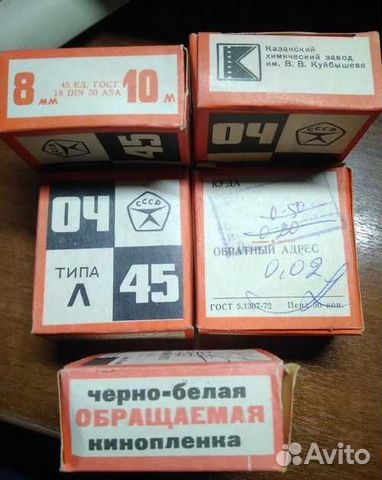 8 мм
45 ЕД. ГОСТ
18 DIN 50 ASA
10 м
45
Казанский
химический завод
им. В. В. Куйбышева
ОЧ
СССР
ОЧ
СССР
ТИПА
Л
45
КУДА
0-50
0-20
ОБРАТНЫЙ АДРЕС
0,02
ГОСТ 5.1307-72 Цена 50 коп.
черно-белая
ОБРАЩАЕМАЯ
кинопленка
Avito